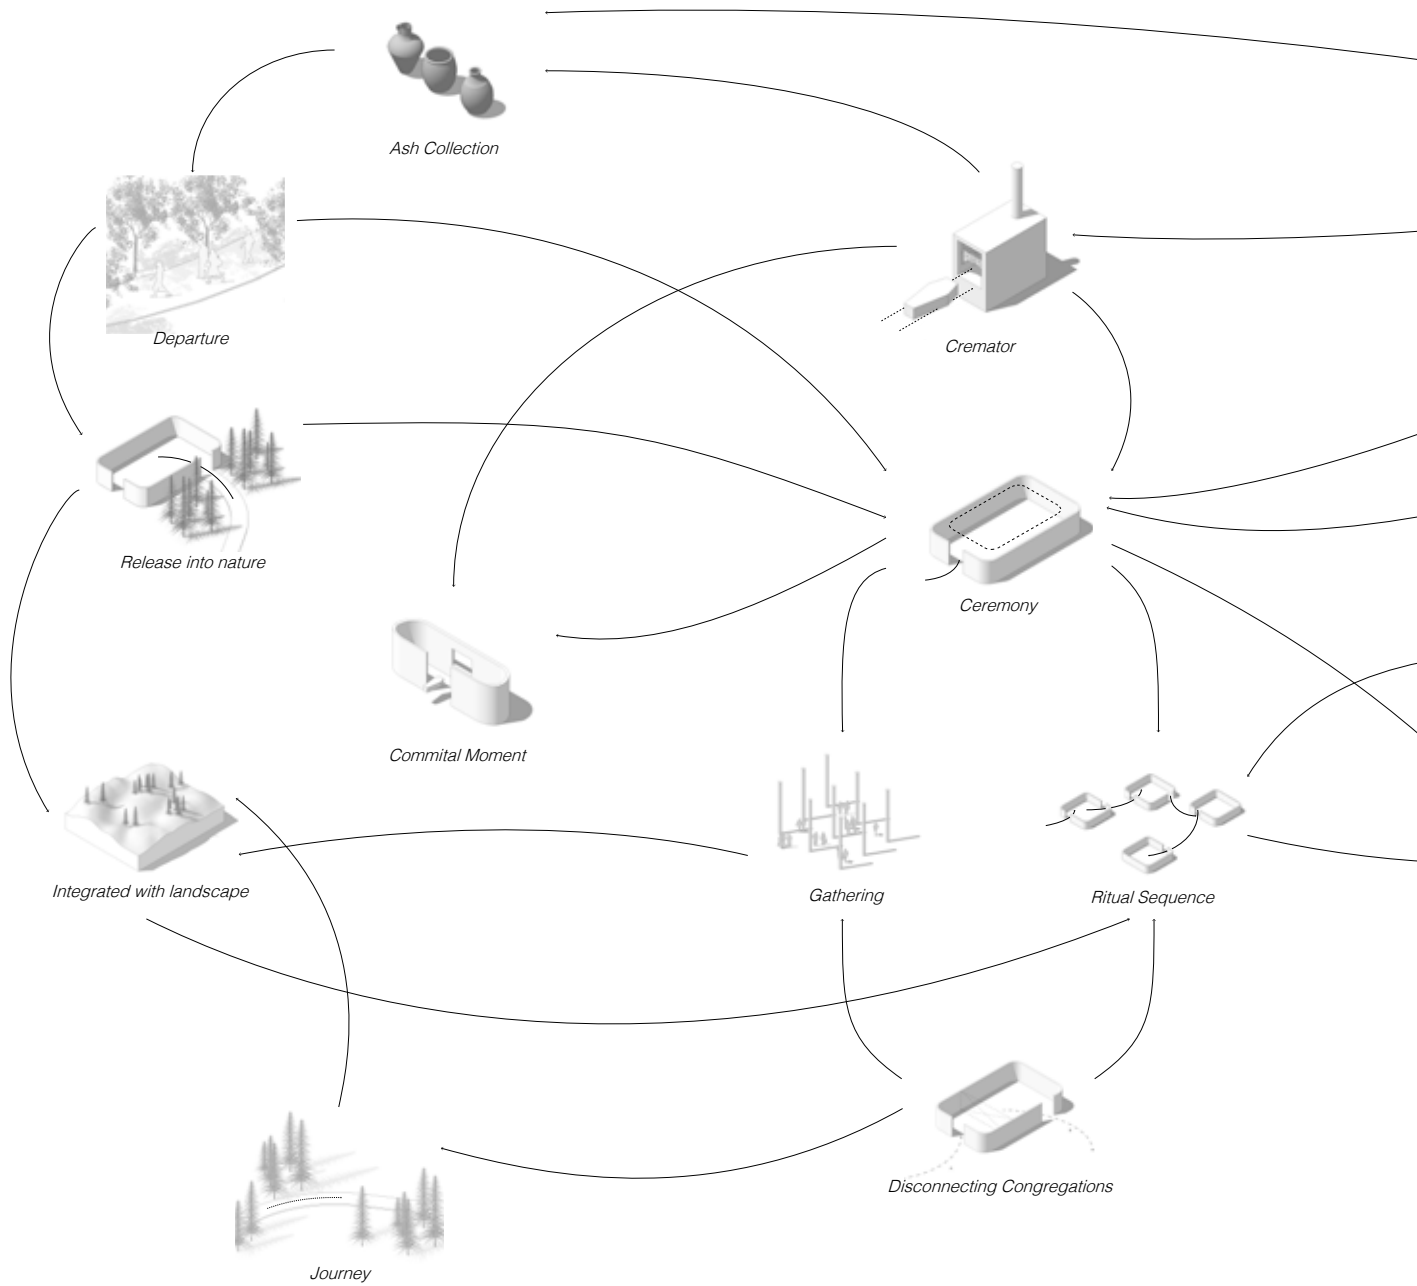 Ash Collection
Departure
Cremator
Release into nature
Ceremony
Commital Moment
Integrated with landscape
Gathering
Ritual Sequence
Disconnecting Congregations
Journey